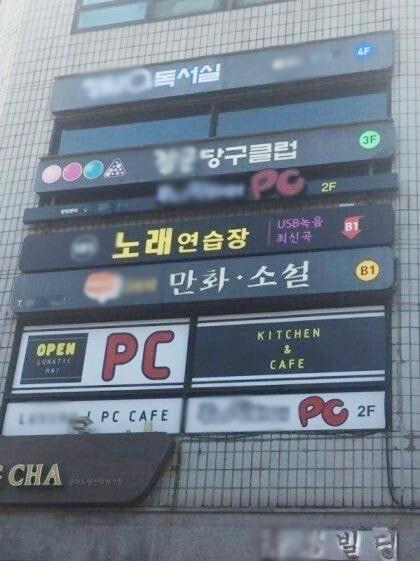 독서실 4F
당구클럽 3F
PC 2F
노래연습장 USB녹음 최신곡 B1
만화·소설 B1
T.
OPEN
LUNATIC
HAI
PC
KITCHEN
&
CAFE
/ PC CAFE
PC 2F
CHA
빌딩